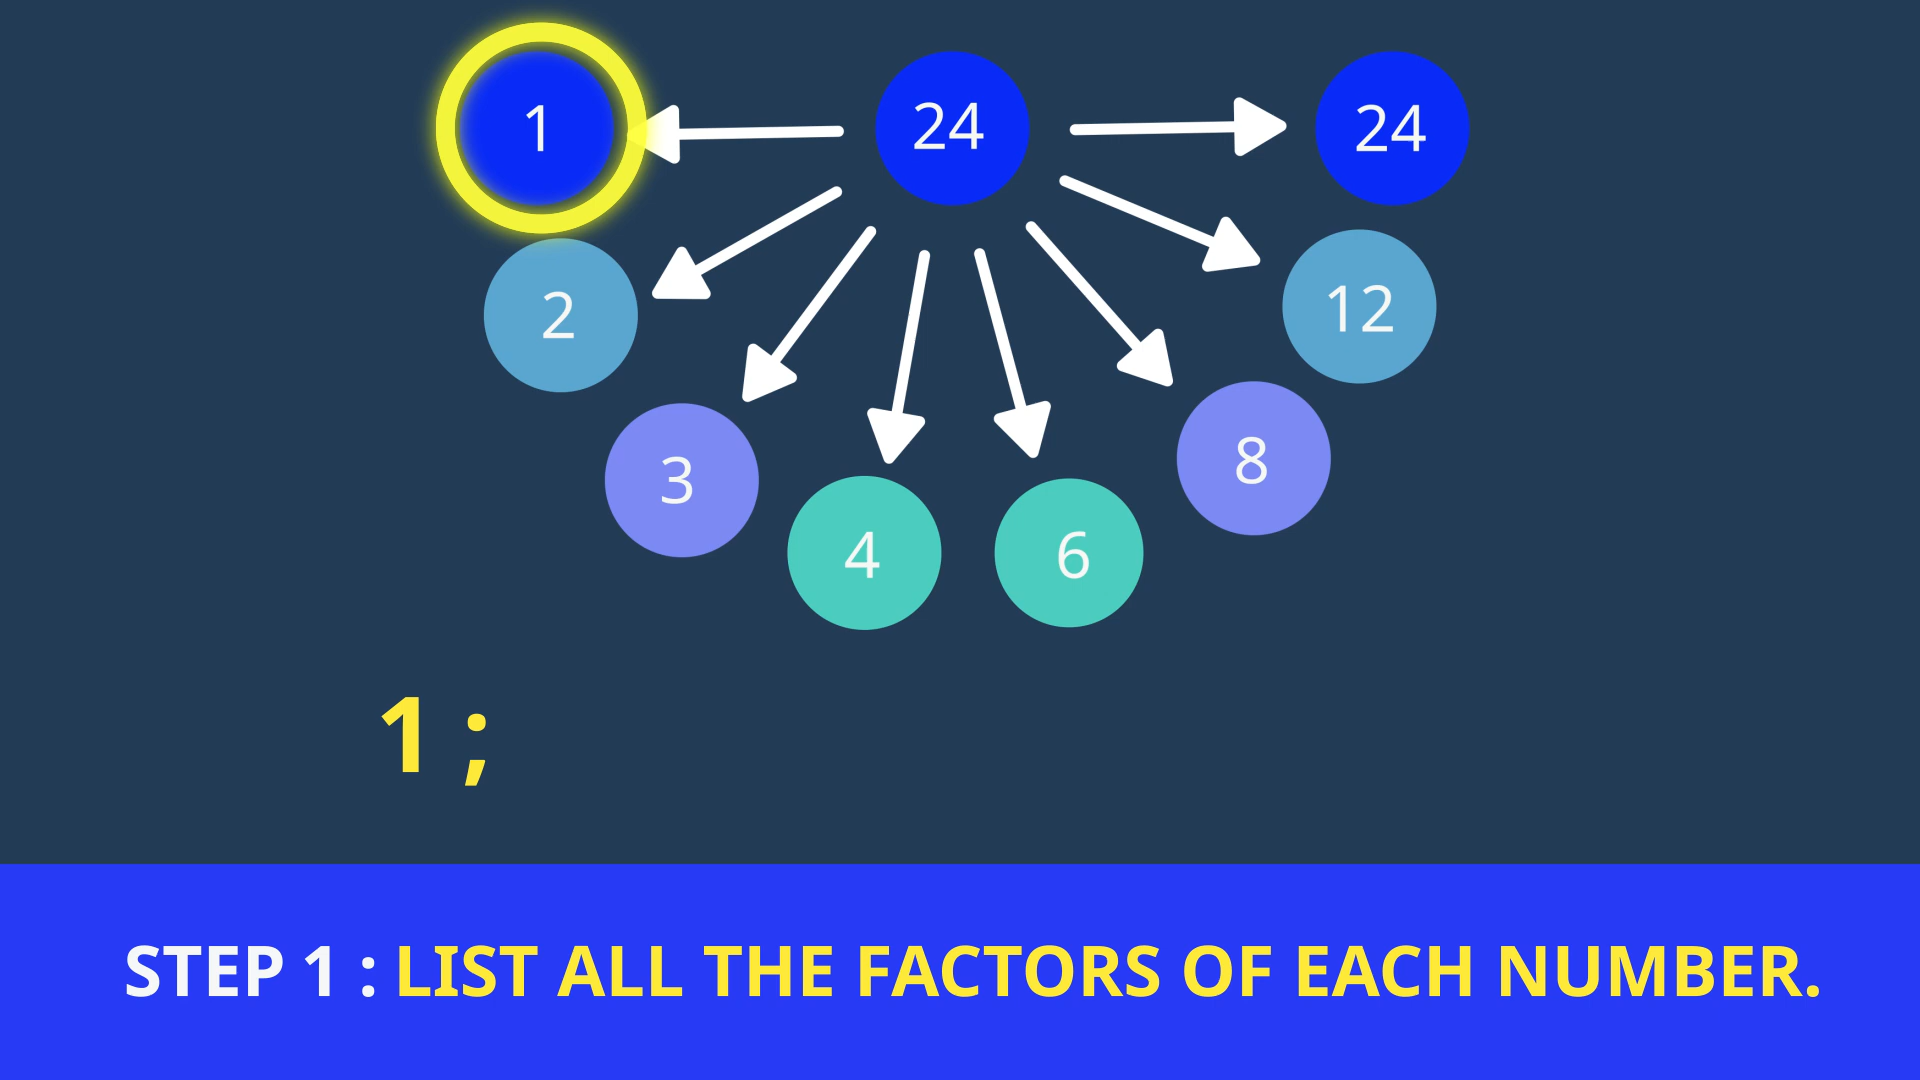 1 24 24
2 12
3 8
4 6
1 ;
STEP 1 : LIST ALL THE FACTORS OF EACH NUMBER.